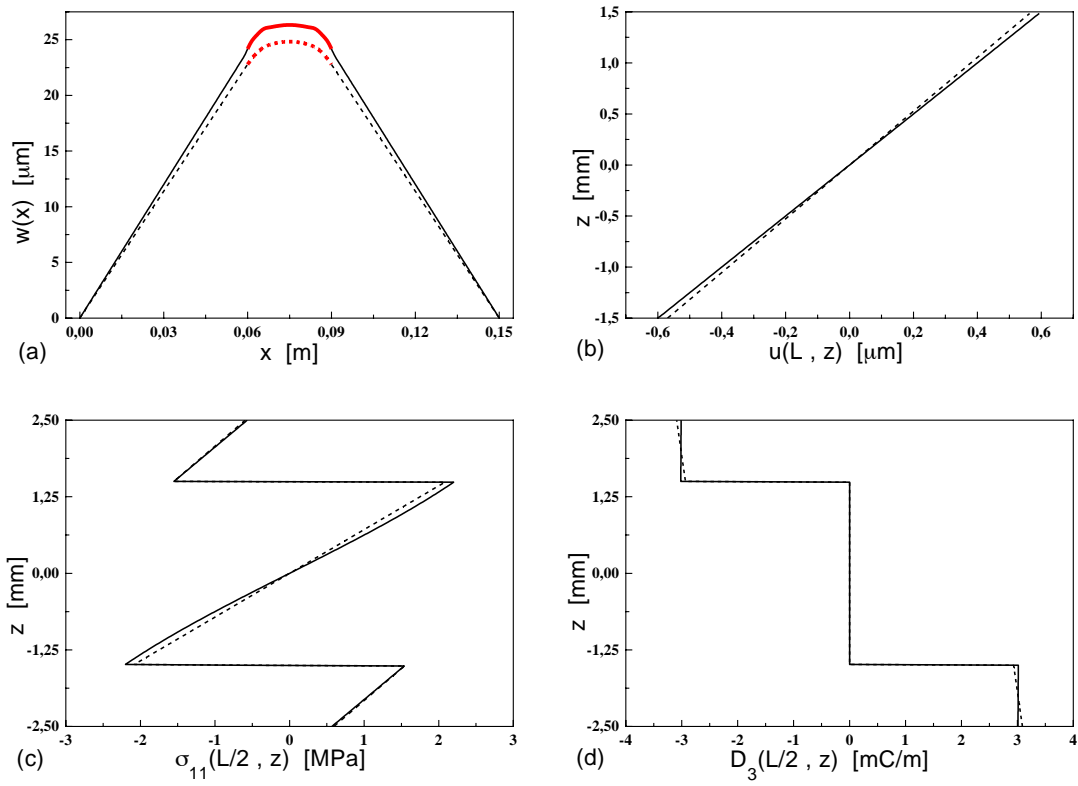 25
20
15
10
5
0
w(x) [μm]
0,00 0,03 0,06 0,09 0,12 0,15
(a) x [m]
1,5
1,0
0,5
0,0
-0,5
-1,0
-1,5
z [mm]
-0,6 -0,4 -0,2 0,0 0,2 0,4 0,6
(b) u(L , z) [μm]
2,50
1,25
0,00
-1,25
-2,50
z [mm]
-3 -2 -1 0 1 2 3
(c) σ11(L/2 , z) [MPa]
2,50
1,25
0,00
-1,25
-2,50
z [mm]
-4 -3 -2 -1 0 1 2 3 4
(d) D3(L/2 , z) [mC/m]